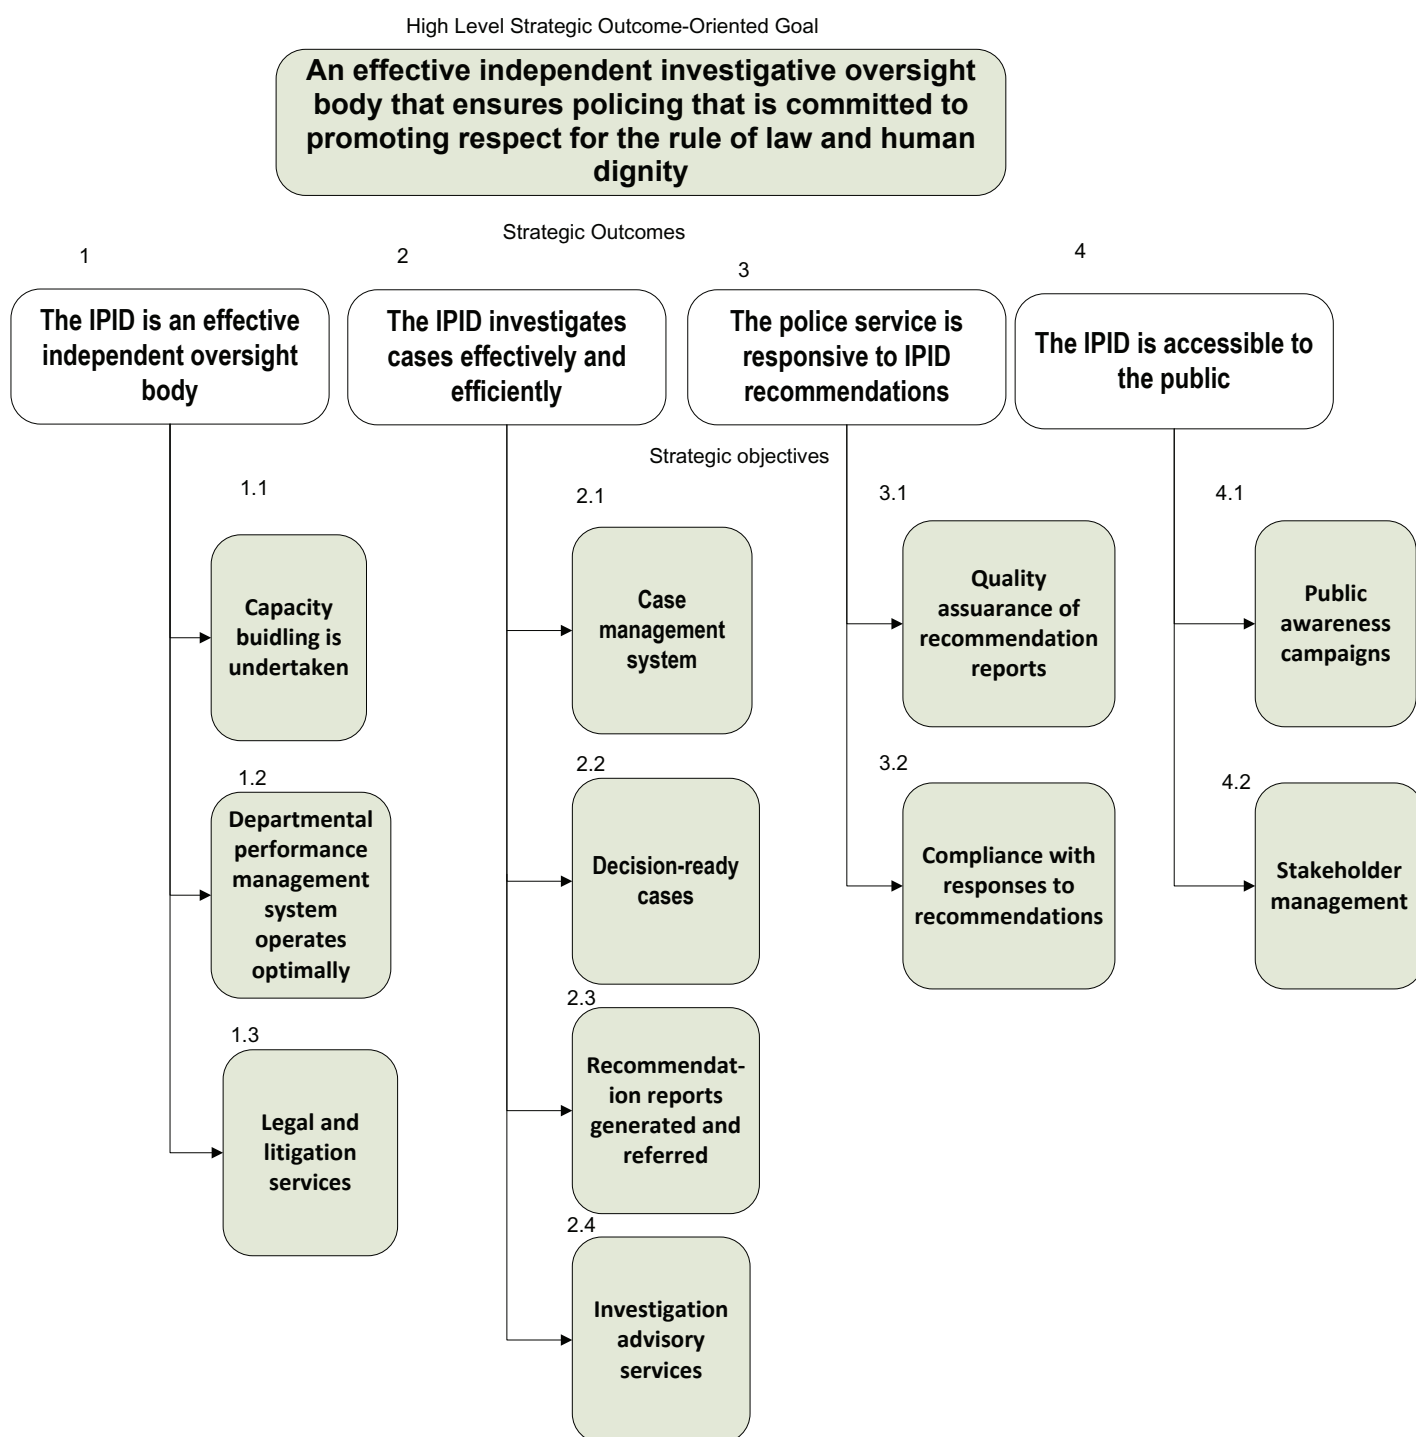 High Level Strategic Outcome-Oriented Goal
An effective independent investigative oversight
body that ensures policing that is committed to
promoting respect for the rule of law and human
dignity
Strategic Outcomes
1
The IPID is an effective
independent oversight
body
2
The IPID investigates
cases effectively and
efficiently
3
The police service is
responsive to IPID
recommendations
4
The IPID is accessible to
the public
Strategic objectives
1.1
Capacity
buidling is
undertaken
1.2
Departmental
performance
management
system
operates
optimally
1.3
Legal and
litigation
services
2.1
Case
management
system
2.2
Decision-ready
cases
2.3
Recommendat-
ion reports
generated and
referred
2.4
Investigation
advisory
services
3.1
Quality
assuarance of
recommendation
reports
3.2
Compliance with
responses to
recommendations
4.1
Public
awareness
campaigns
4.2
Stakeholder
management